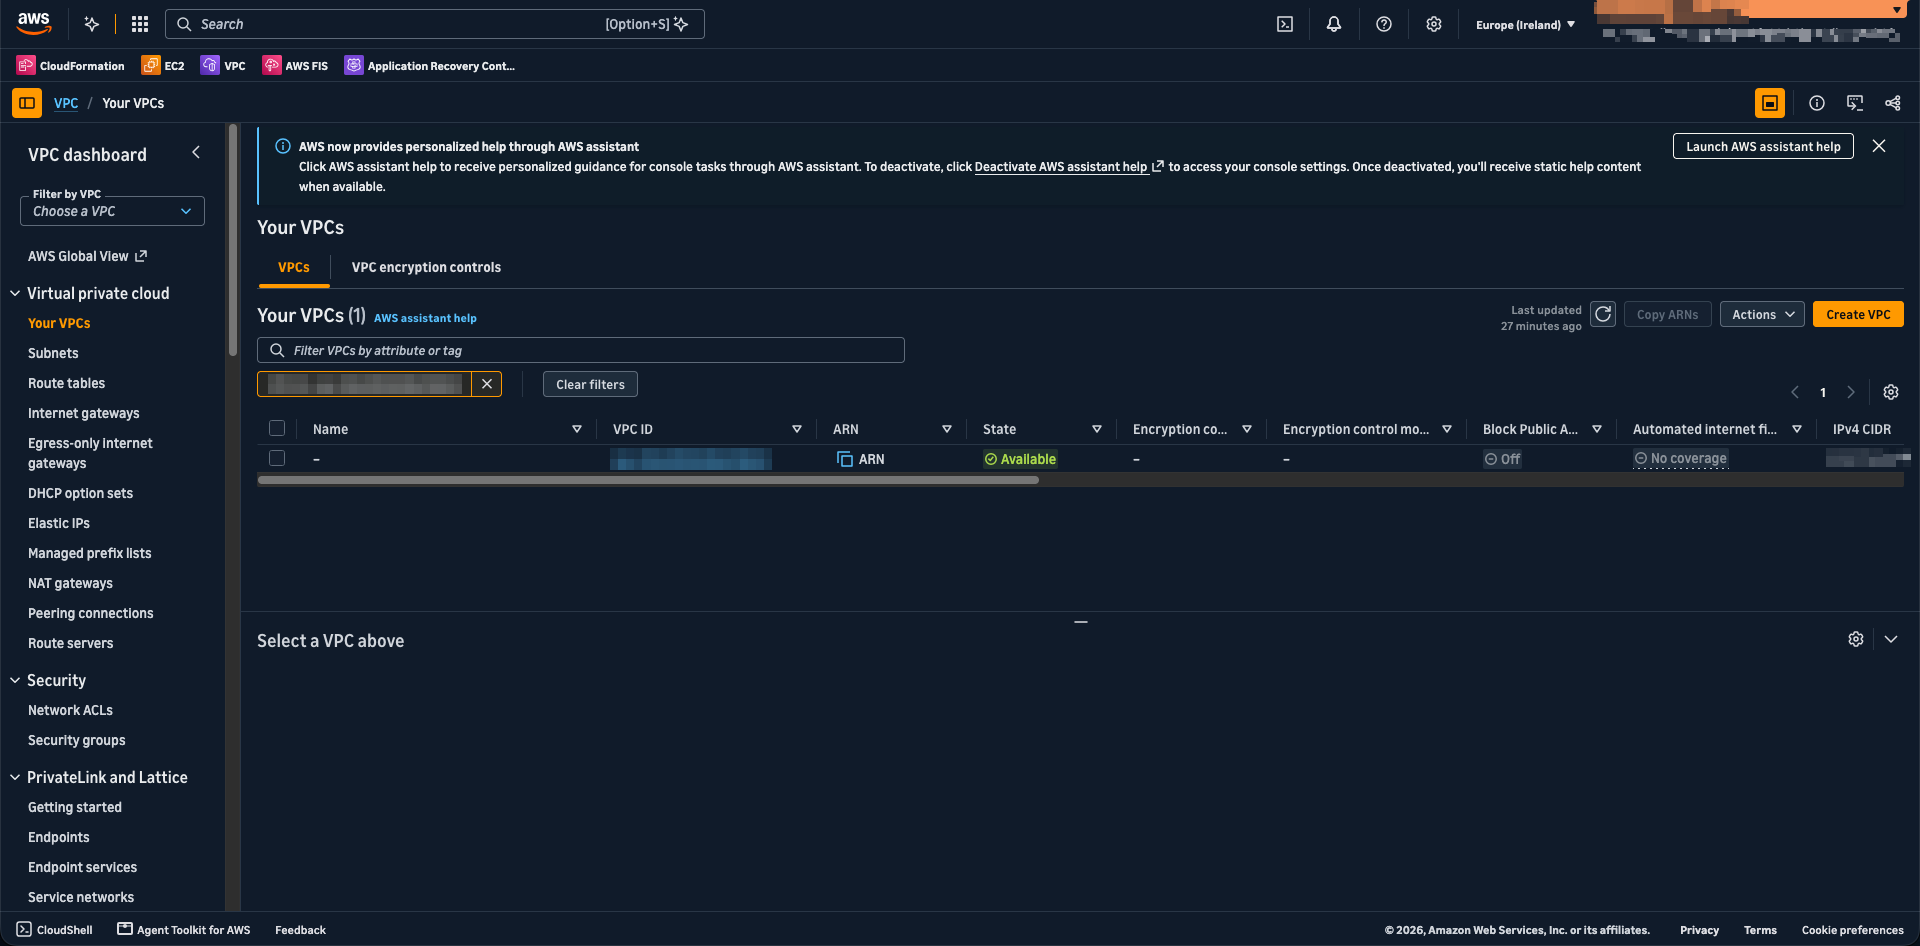 aws
Search [Option+S]
Europe (Ireland)
CloudFormation EC2 VPC AWS FIS Application Recovery Cont...
VPC / Your VPCs
VPC dashboard
Filter by VPC
Choose a VPC
AWS Global View
Virtual private cloud
Your VPCs
Subnets
Route tables
Internet gateways
Egress-only internet
gateways
DHCP option sets
Elastic IPs
Managed prefix lists
NAT gateways
Peering connections
Route servers
Security
Network ACLs
Security groups
PrivateLink and Lattice
Getting started
Endpoints
Endpoint services
Service networks
AWS now provides personalized help through AWS assistant
Click AWS assistant help to receive personalized guidance for console tasks through AWS assistant. To deactivate, click Deactivate AWS assistant help to access your console settings. Once deactivated, you'll receive static help content
when available.
Launch AWS assistant help
Your VPCs
VPCs VPC encryption controls
Your VPCs (1) AWS assistant help
Last updated
27 minutes ago
Copy ARNs Actions Create VPC
Filter VPCs by attribute or tag
Clear filters
1
Name VPC ID ARN State Encryption co... Encryption control mo... Block Public A... Automated internet fi... IPv4 CIDR
– ARN Available – – Off No coverage
Select a VPC above
CloudShell Agent Toolkit for AWS Feedback
© 2026, Amazon Web Services, Inc. or its affiliates. Privacy Terms Cookie preferences